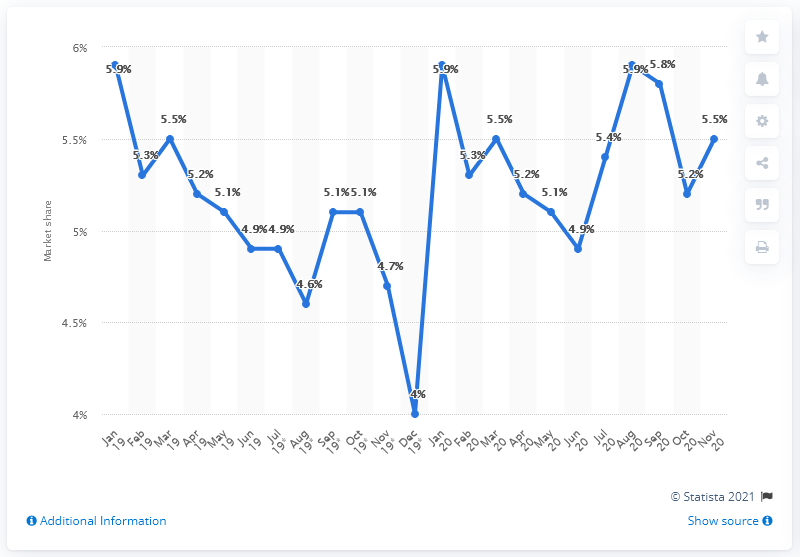 6%
5.5%
5%
4.5%
4%
Market share
5.9%
5.3%
5.5%
5.2%
5.1%
4.9%
4.9%
4.6%
5.1%
5.1%
4.7%
4%
5.9%
5.3%
5.5%
5.2%
5.1%
4.9%
5.4%
5.9%
5.8%
5.2%
5.5%
Jan 19
Feb 19
Mar 19
Apr 19
May 19
Jun 19
Jul 19*
Aug 19*
Sep 19*
Oct 19*
Nov 19*
Dec 19*
Jan 20
Feb 20
Mar 20
Apr 20
May 20
Jun 20
Jul 20
Aug 20
Sep 20
Oct 20
Nov 20
© Statista 2021
Additional Information
Show source